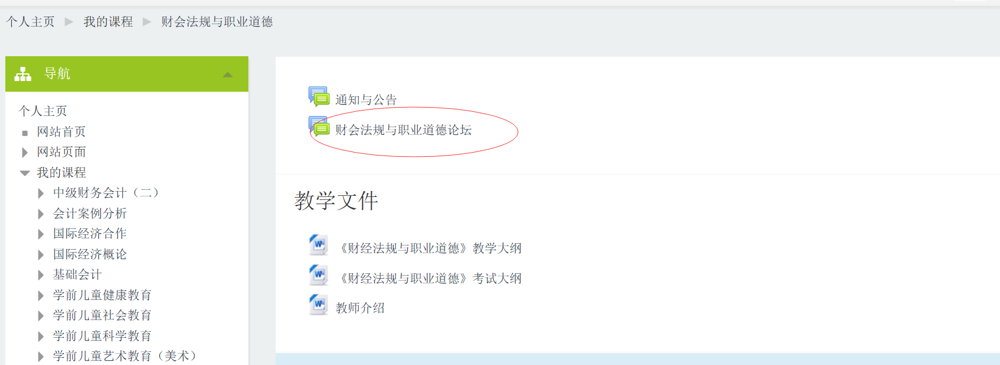 个人主页 我的课程 财会法规与职业道德
导航
个人主页
网站首页
网站页面
我的课程
中级财务会计（二）
会计案例分析
国际经济合作
国际经济概论
基础会计
学前儿童健康教育
学前儿童社会教育
学前儿童科学教育
学前儿童艺术教育（美术）
通知与公告
财会法规与职业道德论坛
教学文件
《财经法规与职业道德》教学大纲
《财经法规与职业道德》考试大纲
教师介绍